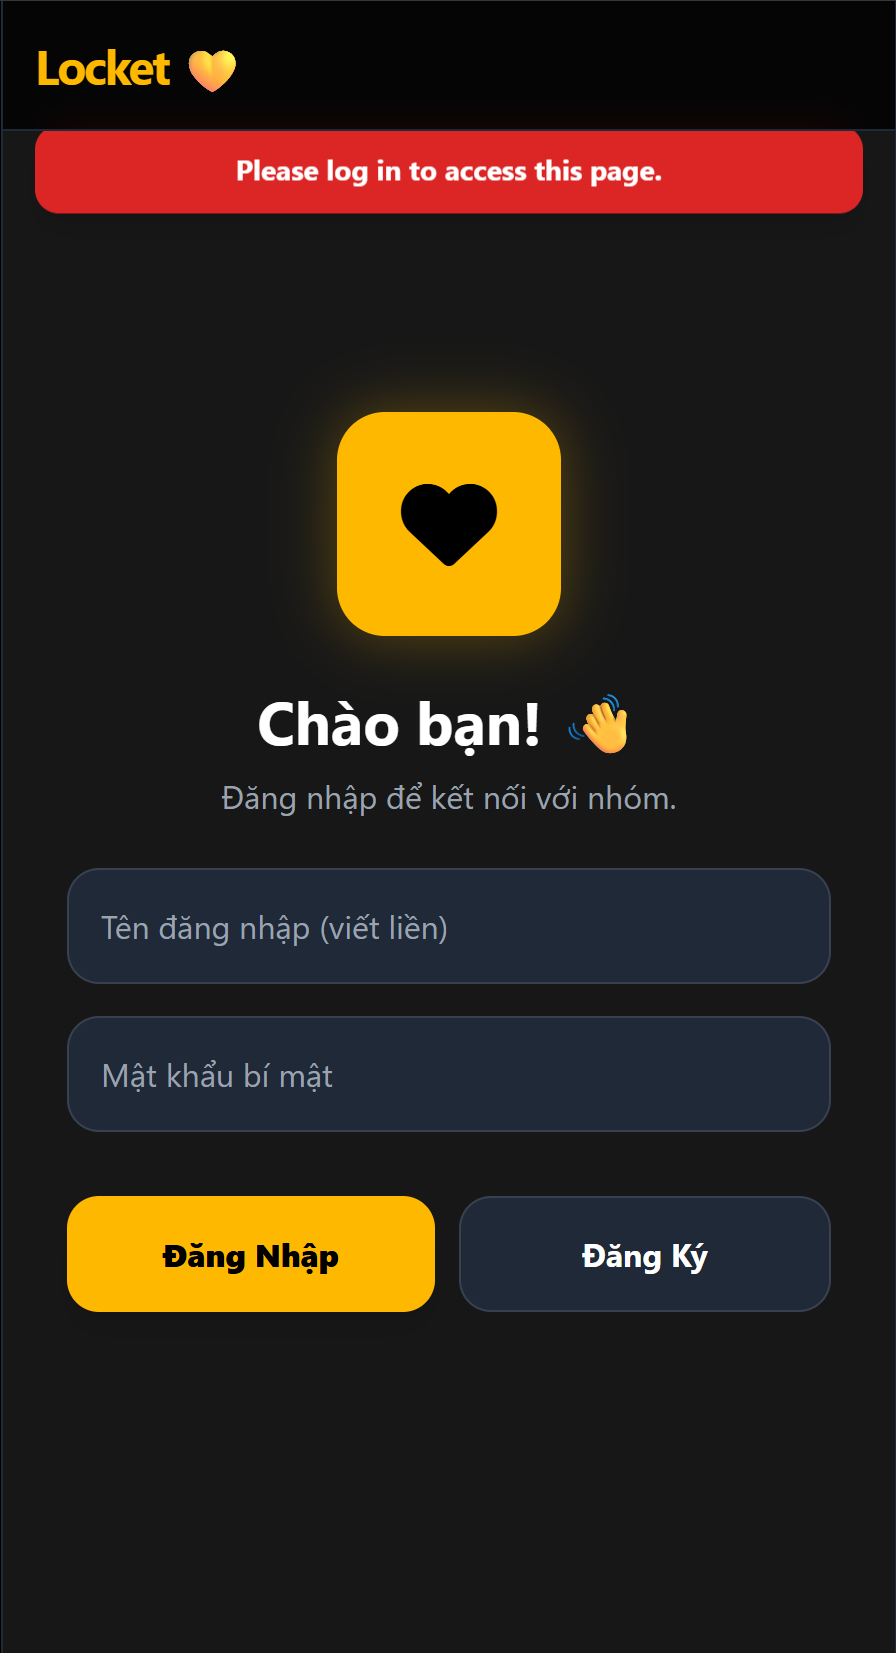 Locket 💛
Please log in to access this page.
Chào bạn! 👋
Đăng nhập để kết nối với nhóm.
Tên đăng nhập (viết liền)
Mật khẩu bí mật
Đăng Nhập
Đăng Ký